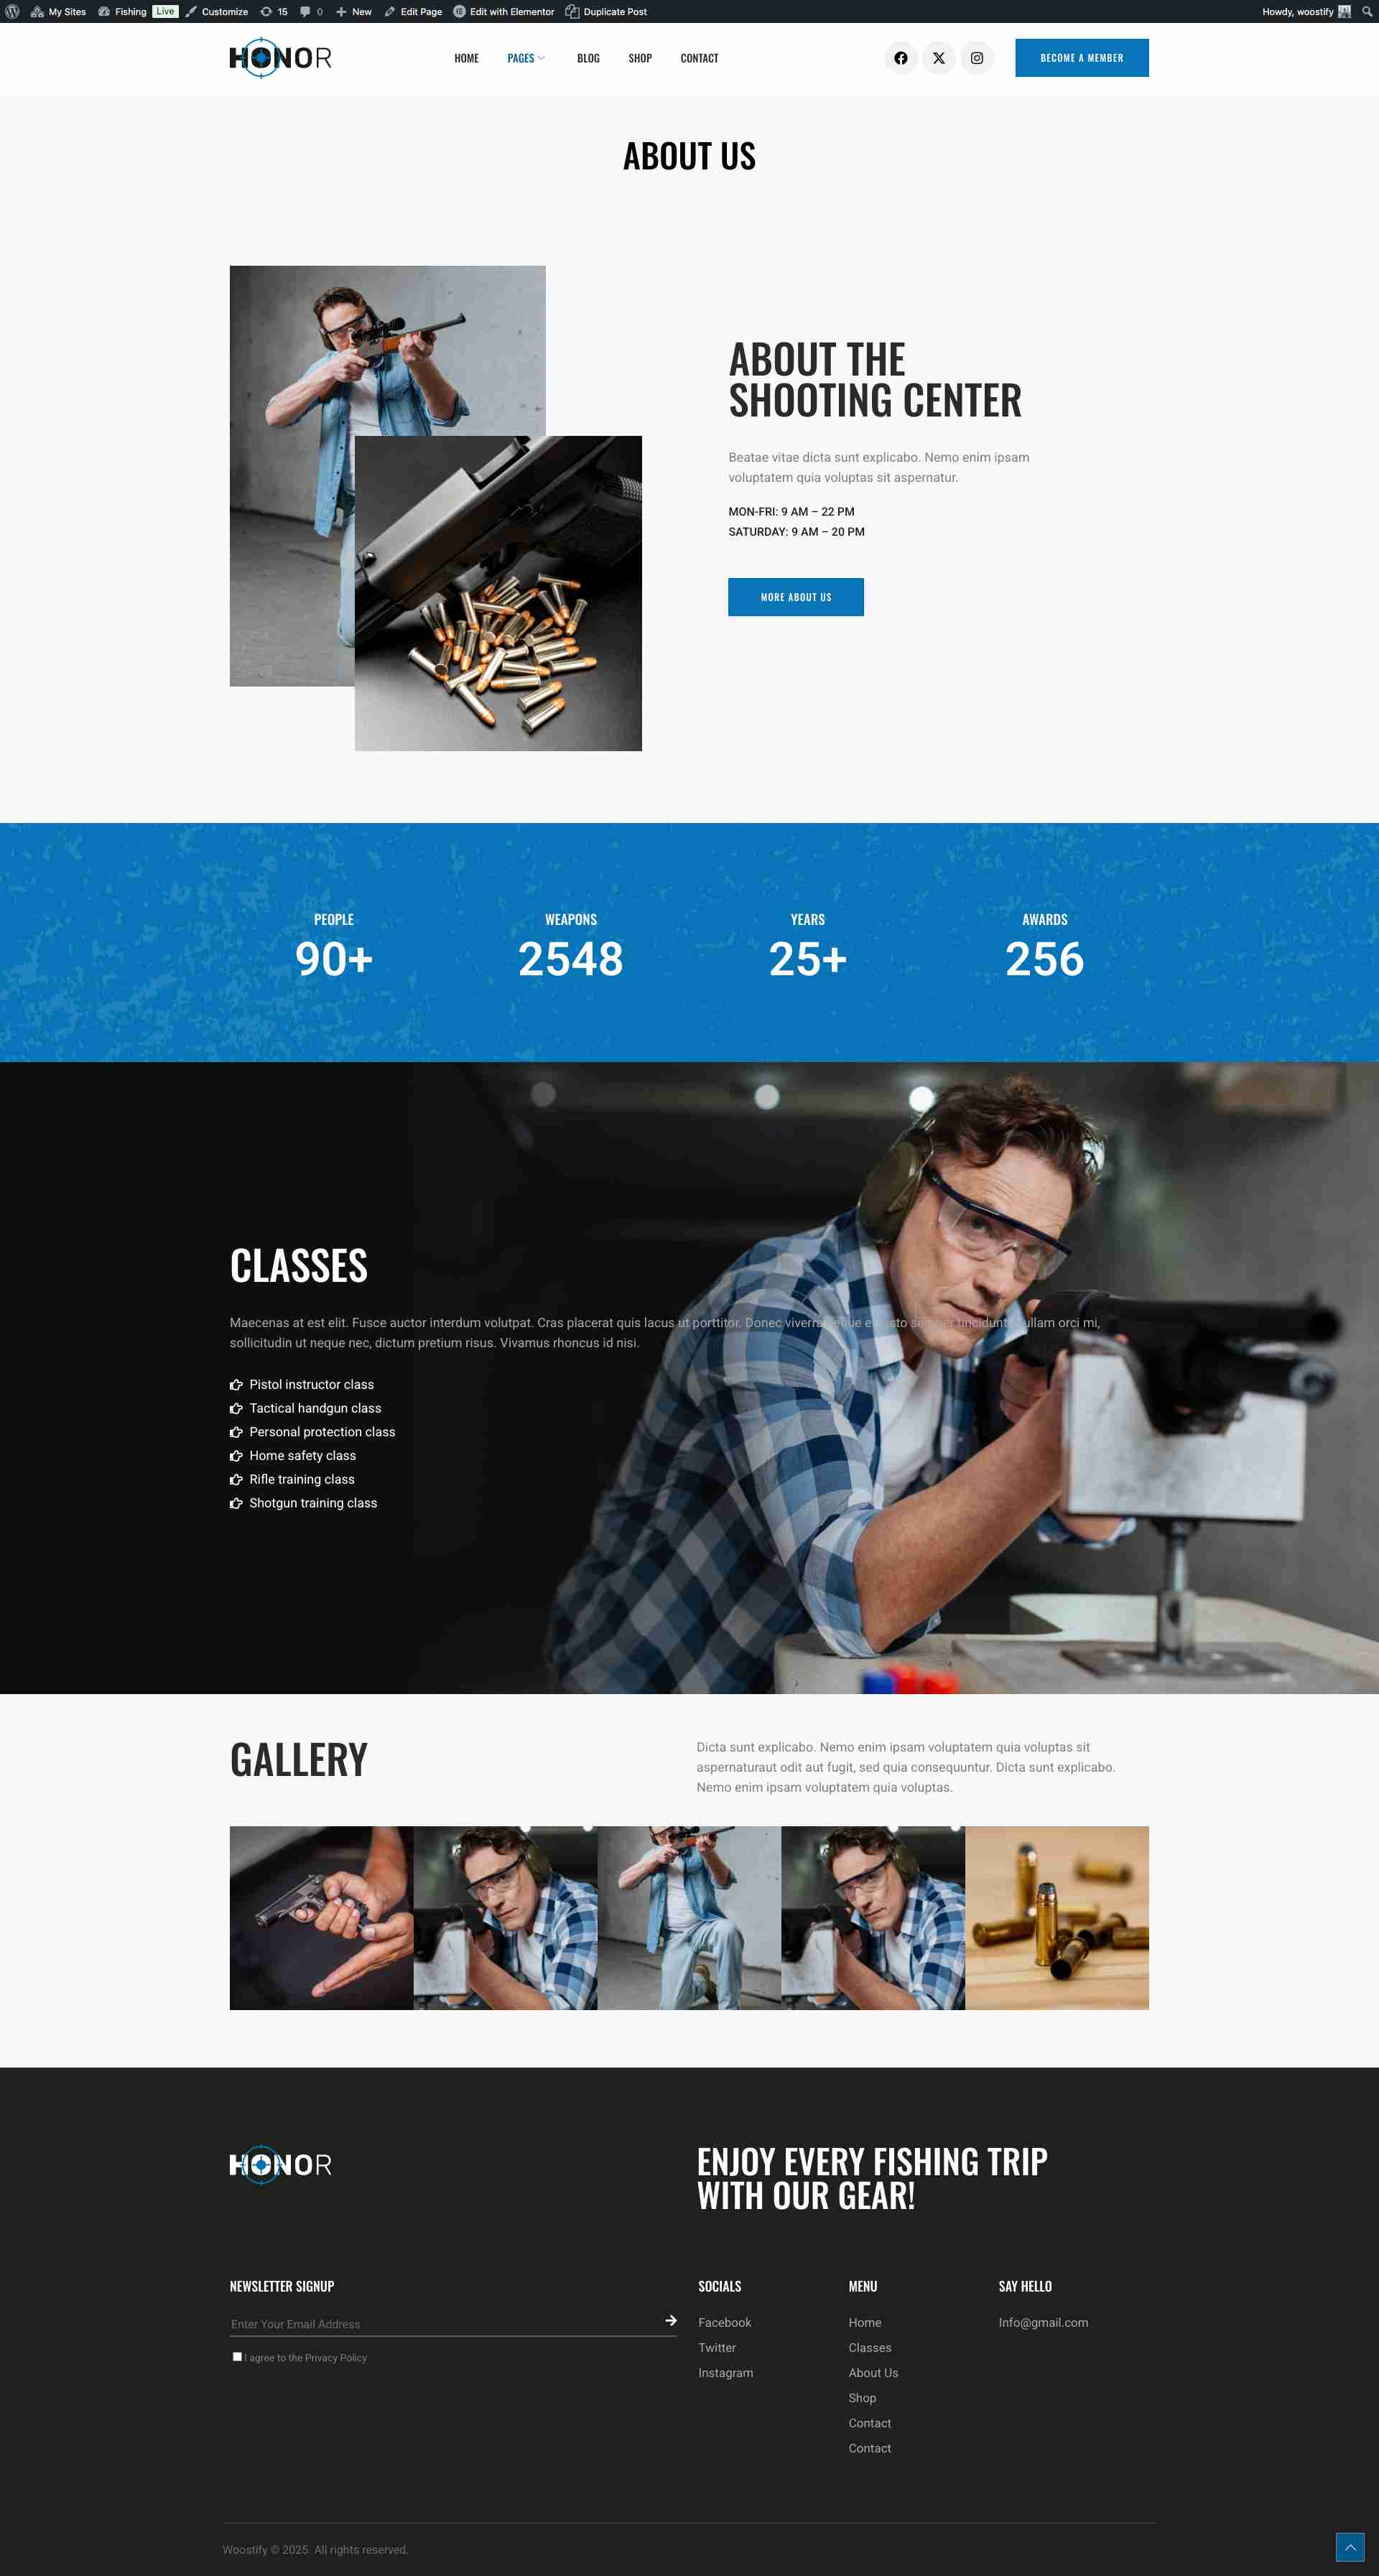 My Sites Fishing Live Customize 15 0 New Edit Page Edit with Elementor Duplicate Post Howdy, woostify
HONOR HOME PAGES BLOG SHOP CONTACT BECOME A MEMBER
ABOUT US
ABOUT THE
SHOOTING CENTER
Beatae vitae dicta sunt explicabo. Nemo enim ipsam
voluptatem quia voluptas sit aspernatur.
MON-FRI: 9 AM – 22 PM
SATURDAY: 9 AM – 20 PM
MORE ABOUT US
PEOPLE WEAPONS YEARS AWARDS
90+ 2548 25+ 256
CLASSES
Maecenas at est elit. Fusce auctor interdum volutpat. Cras placerat quis lacus ut porttitor. Donec viverra tincidunt orci mi,
sollicitudin ut neque nec, dictum pretium risus. Vivamus rhoncus id nisi.
Pistol instructor class
Tactical handgun class
Personal protection class
Home safety class
Rifle training class
Shotgun training class
GALLERY
Dicta sunt explicabo. Nemo enim ipsam voluptatem quia voluptas sit
aspernaturaut odit aut fugit, sed quia consequuntur. Dicta sunt explicabo.
Nemo enim ipsam voluptatem quia voluptas.
HONOR
ENJOY EVERY FISHING TRIP
WITH OUR GEAR!
NEWSLETTER SIGNUP
Enter Your Email Address
I agree to the Privacy Policy
SOCIALS
Facebook
Twitter
Instagram
MENU
Home
Classes
About Us
Shop
Contact
Contact
SAY HELLO
Info@gmail.com
Woostify © 2025. All rights reserved.